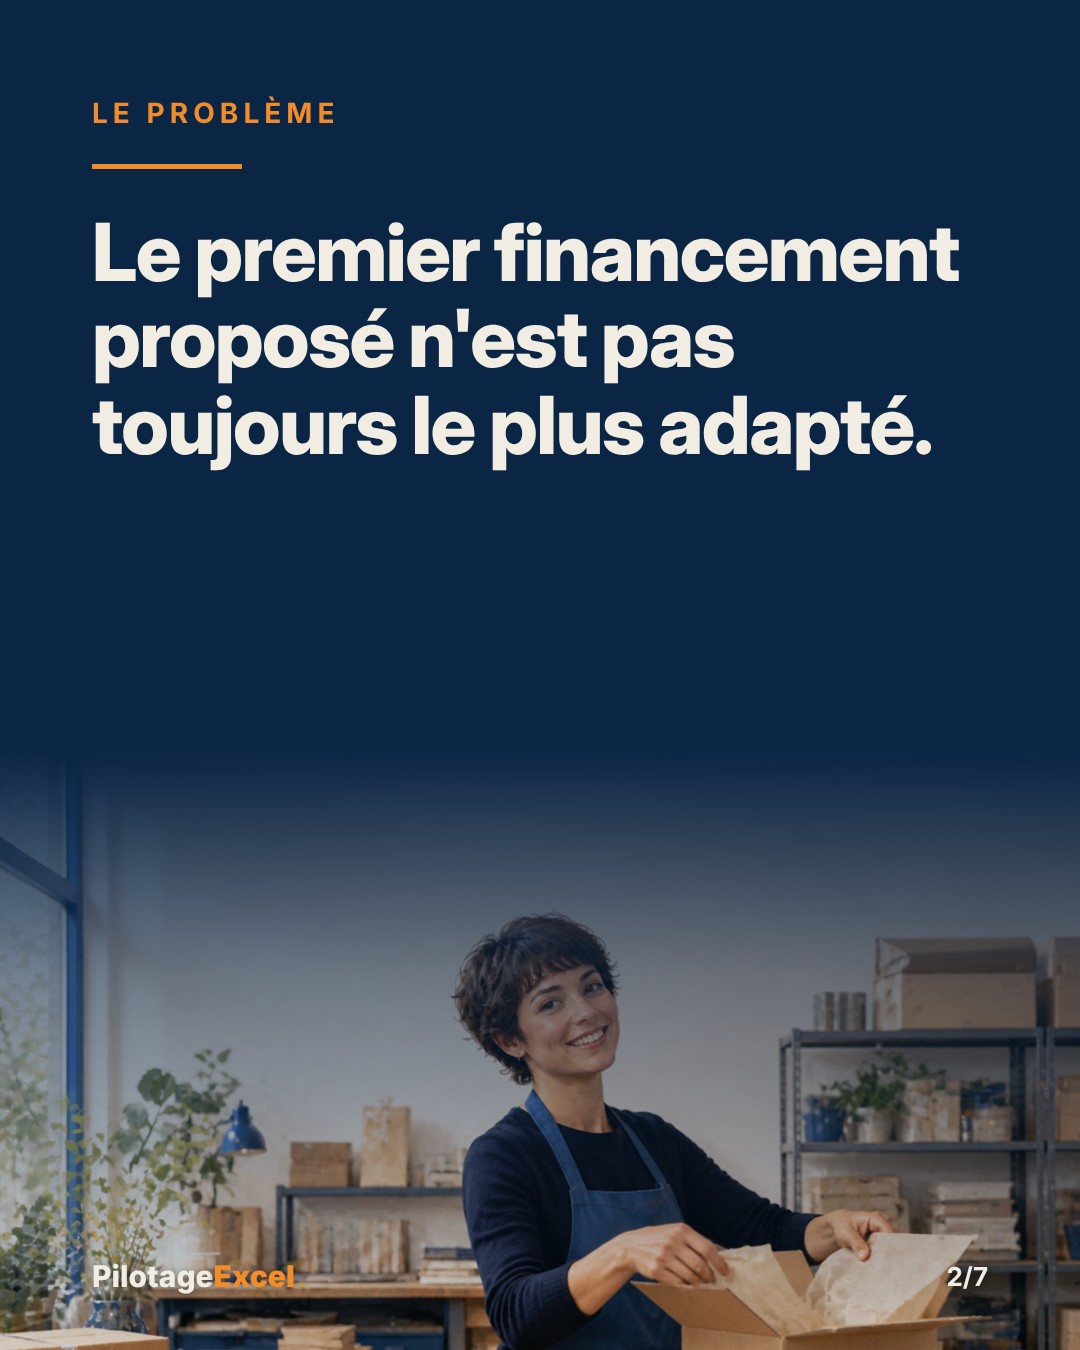 LE PROBLÈME
Le premier financement
proposé n'est pas
toujours le plus adapté.
PilotageExcel
2/7